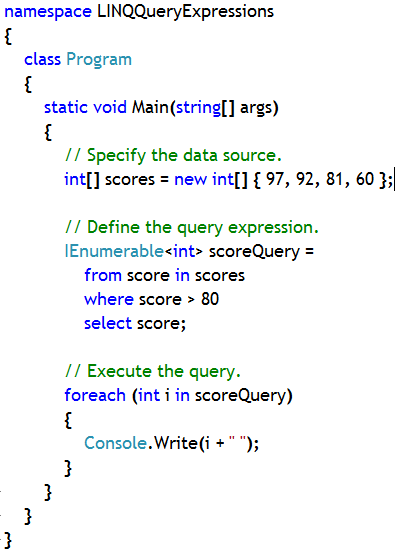 namespace LINQQueryExpressions
{
class Program
{
static void Main(string[] args)
{
// Specify the data source.
int[] scores = new int[] { 97, 92, 81, 60 };
// Define the query expression.
IEnumerable<int> scoreQuery =
from score in scores
where score > 80
select score;
// Execute the query.
foreach (int i in scoreQuery)
{
Console.Write(i + " ");
}
}
}
}